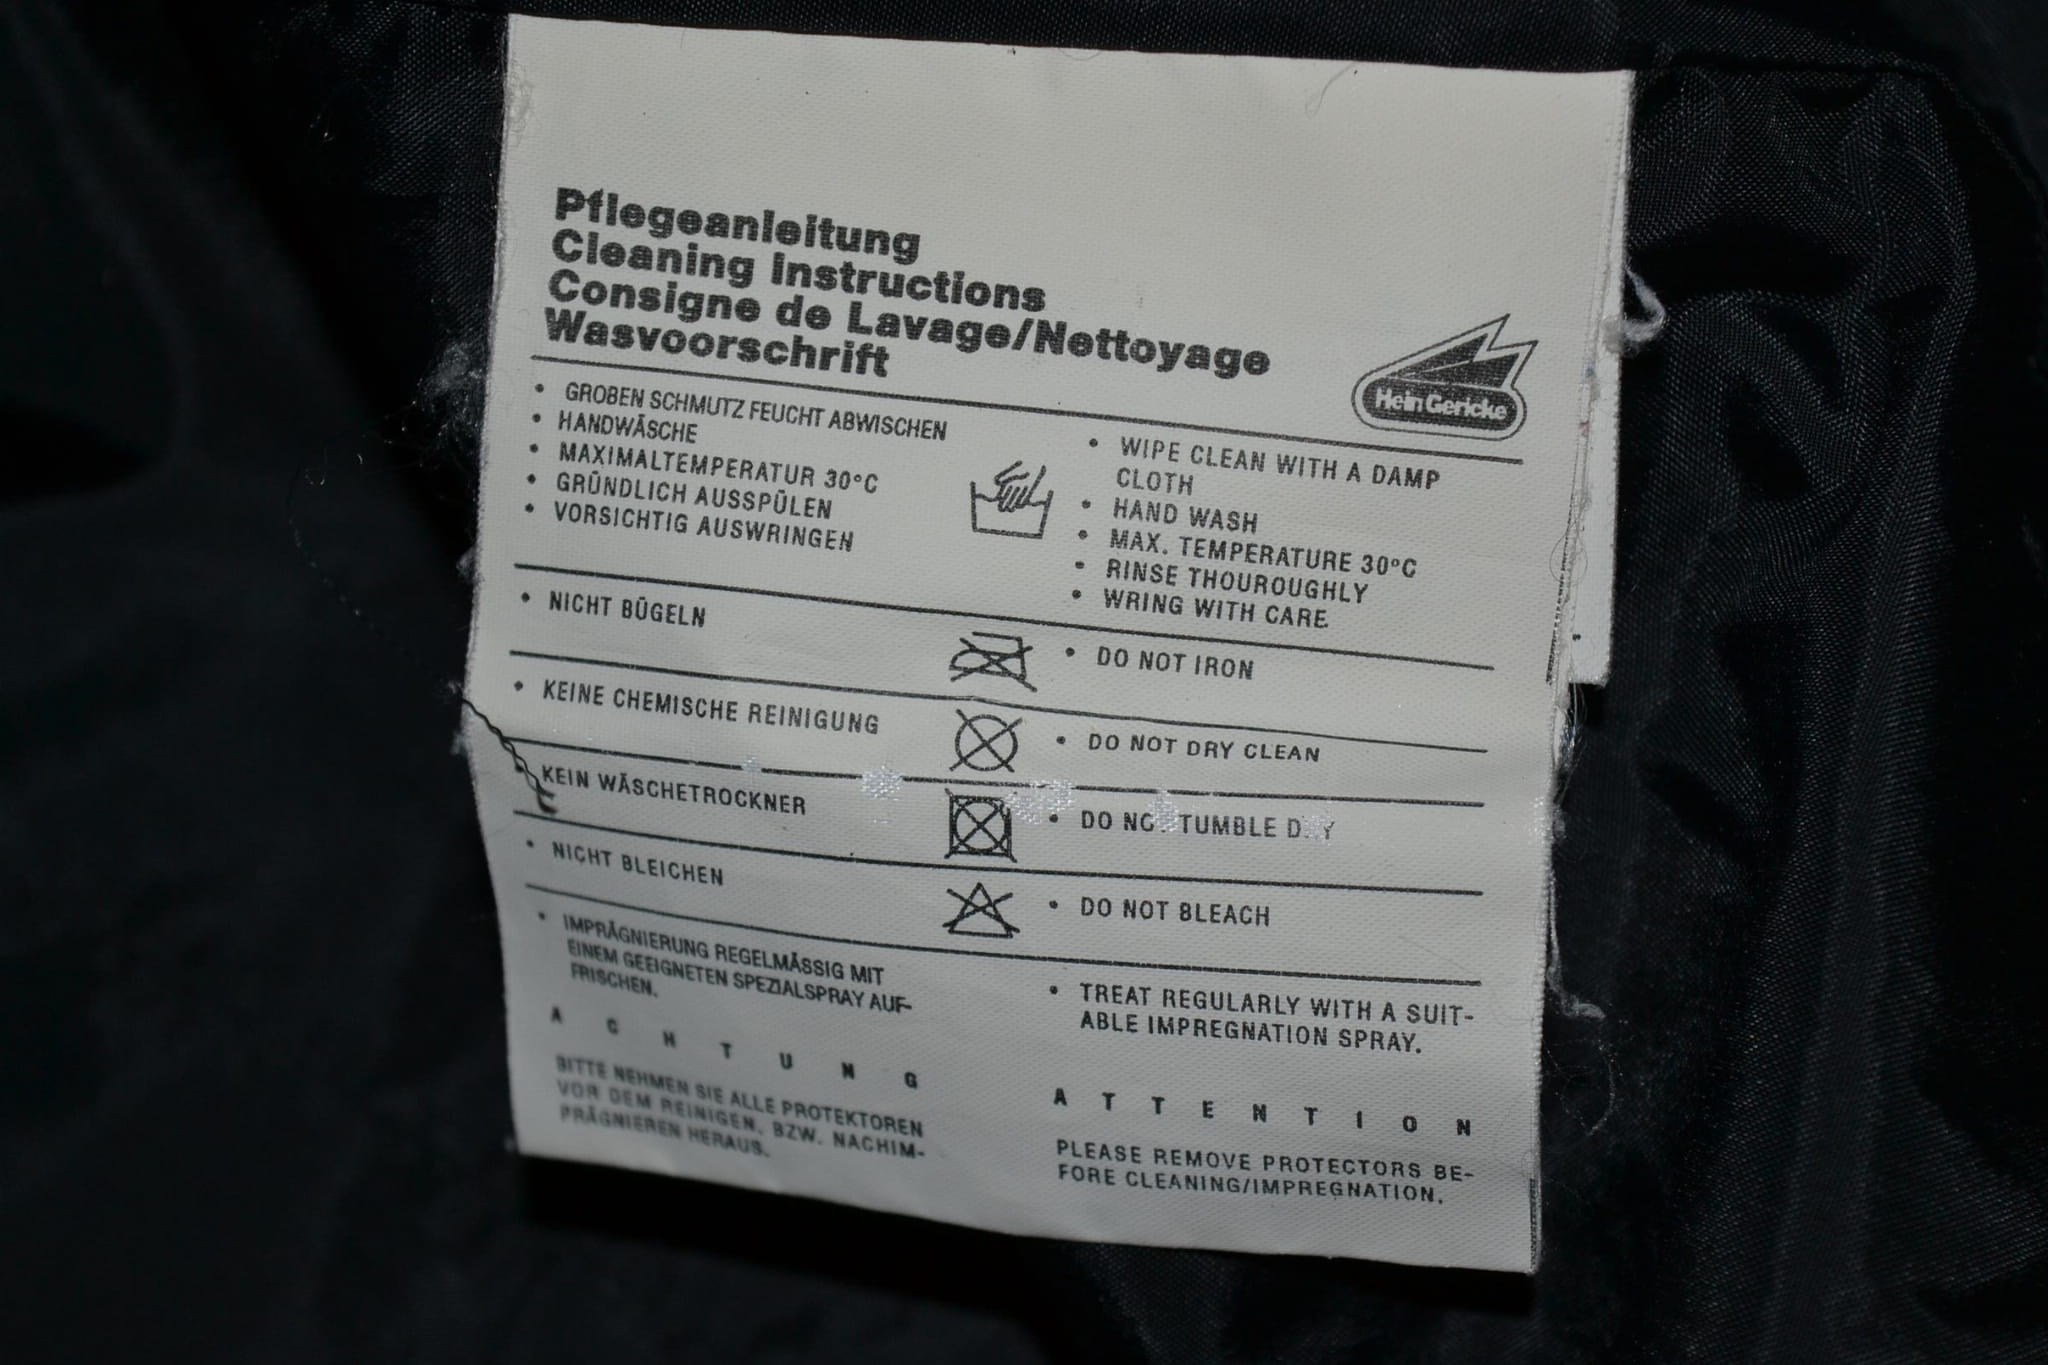 Pflegeanleitung
Cleaning Instructions
Consigne de Lavage/Nettoyage
Wasvoorschrift
Hein Gericke
• GROBEN SCHMUTZ FEUCHT ABWISCHEN
• HANDWÄSCHE
• MAXIMALTEMPERATUR 30°C
• GRÜNDLICH AUSSPÜLEN
• VORSICHTIG AUSWRINGEN
• WIPE CLEAN WITH A DAMP
CLOTH
• HAND WASH
• MAX. TEMPERATURE 30°C
• RINSE THOUROUGHLY
• WRING WITH CARE
• NICHT BÜGELN
• DO NOT IRON
• KEINE CHEMISCHE REINIGUNG
• DO NOT DRY CLEAN
• KEIN WÄSCHETROCKNER
• DO NOT TUMBLE DRY
• NICHT BLEICHEN
• DO NOT BLEACH
• IMPRÄGNIERUNG REGELMÄSSIG MIT
EINEM GEEIGNETEN SPEZIALSPRAY AUF-
FRISCHEN.
• TREAT REGULARLY WITH A SUIT-
ABLE IMPREGNATION SPRAY.
A C H T U N G
BITTE NEHMEN SIE ALLE PROTEKTOREN
VOR DEM REINIGEN, BZW. NACHIM-
PRÄGNIEREN HERAUS.
A T T E N T I O N
PLEASE REMOVE PROTECTORS BE-
FORE CLEANING/IMPREGNATION.